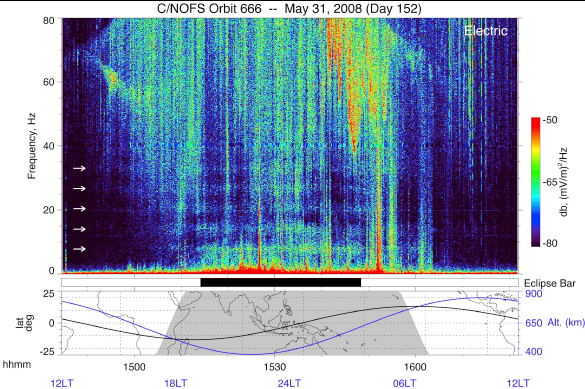 C/NOFS Orbit 666 -- May 31, 2008 (Day 152)
80
60
40
20
0
Frequency, Hz
Electric
-50
-65
-80
db, (mV/m)²/Hz
Eclipse Bar
25
0
-25
lat
deg
900
650
400
Alt. (km)
hhmm
1500
1530
1600
12LT
18LT
24LT
06LT
12LT